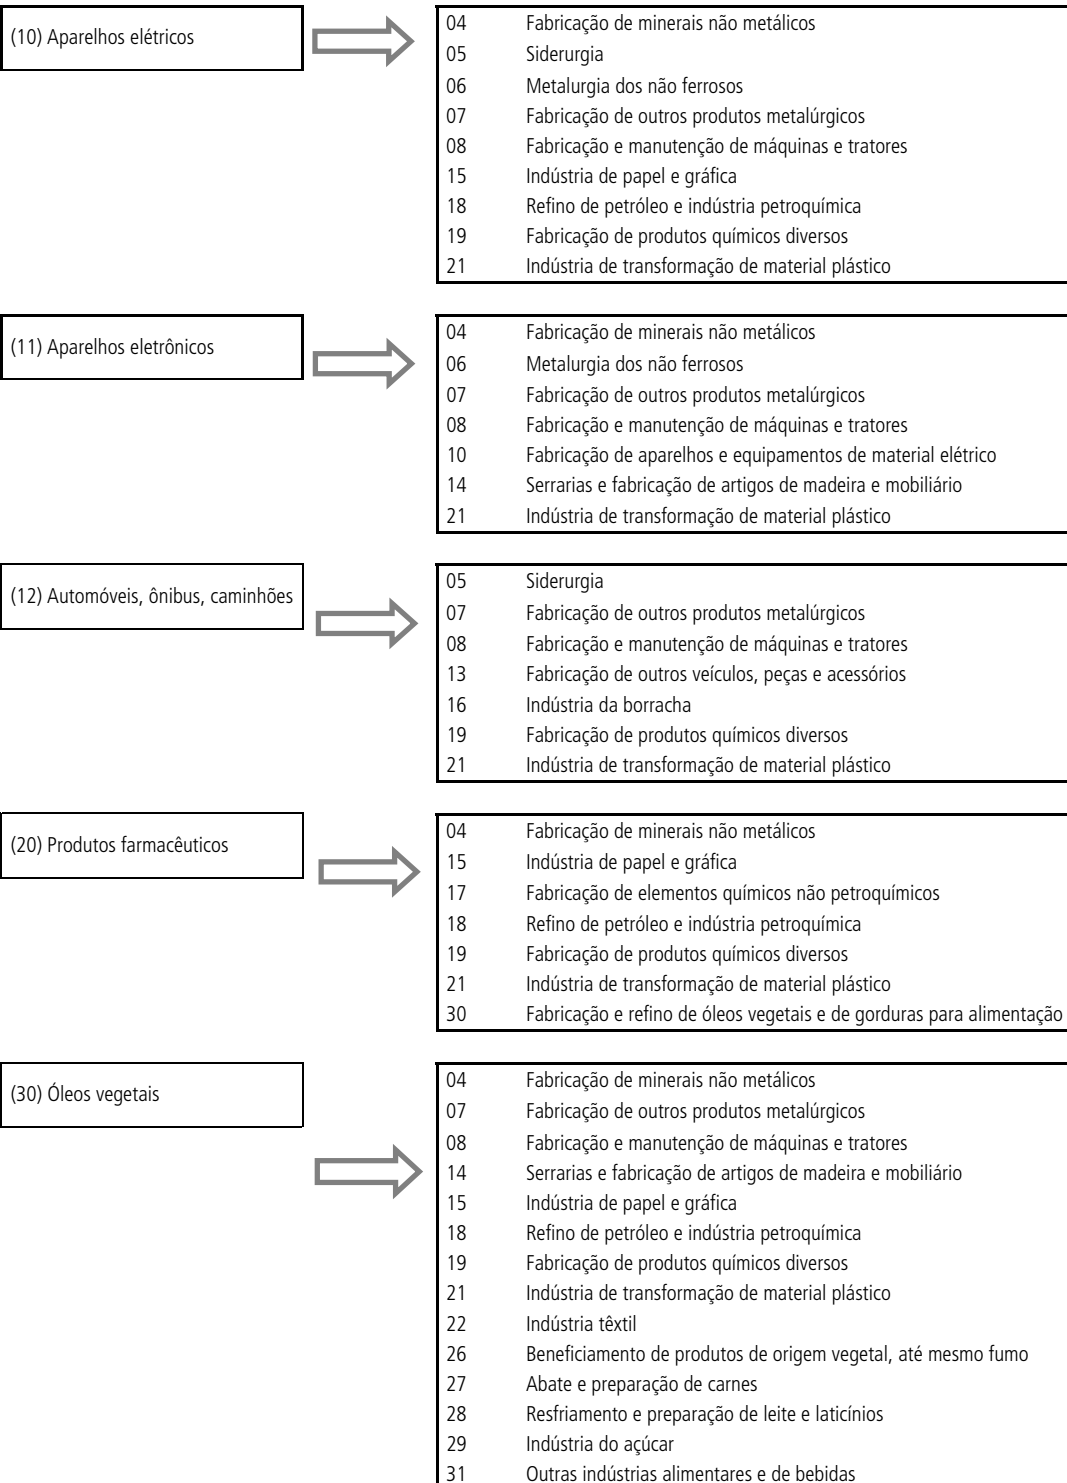 (10) Aparelhos elétricos
04 Fabricação de minerais não metálicos
05 Siderurgia
06 Metalurgia dos não ferrosos
07 Fabricação de outros produtos metalúrgicos
08 Fabricação e manutenção de máquinas e tratores
15 Indústria de papel e gráfica
18 Refino de petróleo e indústria petroquímica
19 Fabricação de produtos químicos diversos
21 Indústria de transformação de material plástico
(11) Aparelhos eletrônicos
04 Fabricação de minerais não metálicos
06 Metalurgia dos não ferrosos
07 Fabricação de outros produtos metalúrgicos
08 Fabricação e manutenção de máquinas e tratores
10 Fabricação de aparelhos e equipamentos de material elétrico
14 Serrarias e fabricação de artigos de madeira e mobiliário
21 Indústria de transformação de material plástico
(12) Automóveis, ônibus, caminhões
05 Siderurgia
07 Fabricação de outros produtos metalúrgicos
08 Fabricação e manutenção de máquinas e tratores
13 Fabricação de outros veículos, peças e acessórios
16 Indústria da borracha
19 Fabricação de produtos químicos diversos
21 Indústria de transformação de material plástico
(20) Produtos farmacêuticos
04 Fabricação de minerais não metálicos
15 Indústria de papel e gráfica
17 Fabricação de elementos químicos não petroquímicos
18 Refino de petróleo e indústria petroquímica
19 Fabricação de produtos químicos diversos
21 Indústria de transformação de material plástico
30 Fabricação e refino de óleos vegetais e de gorduras para alimentação
(30) Óleos vegetais
04 Fabricação de minerais não metálicos
07 Fabricação de outros produtos metalúrgicos
08 Fabricação e manutenção de máquinas e tratores
14 Serrarias e fabricação de artigos de madeira e mobiliário
15 Indústria de papel e gráfica
18 Refino de petróleo e indústria petroquímica
19 Fabricação de produtos químicos diversos
21 Indústria de transformação de material plástico
22 Indústria têxtil
26 Beneficiamento de produtos de origem vegetal, até mesmo fumo
27 Abate e preparação de carnes
28 Resfriamento e preparação de leite e laticínios
29 Indústria do açúcar
31 Outras indústrias alimentares e de bebidas